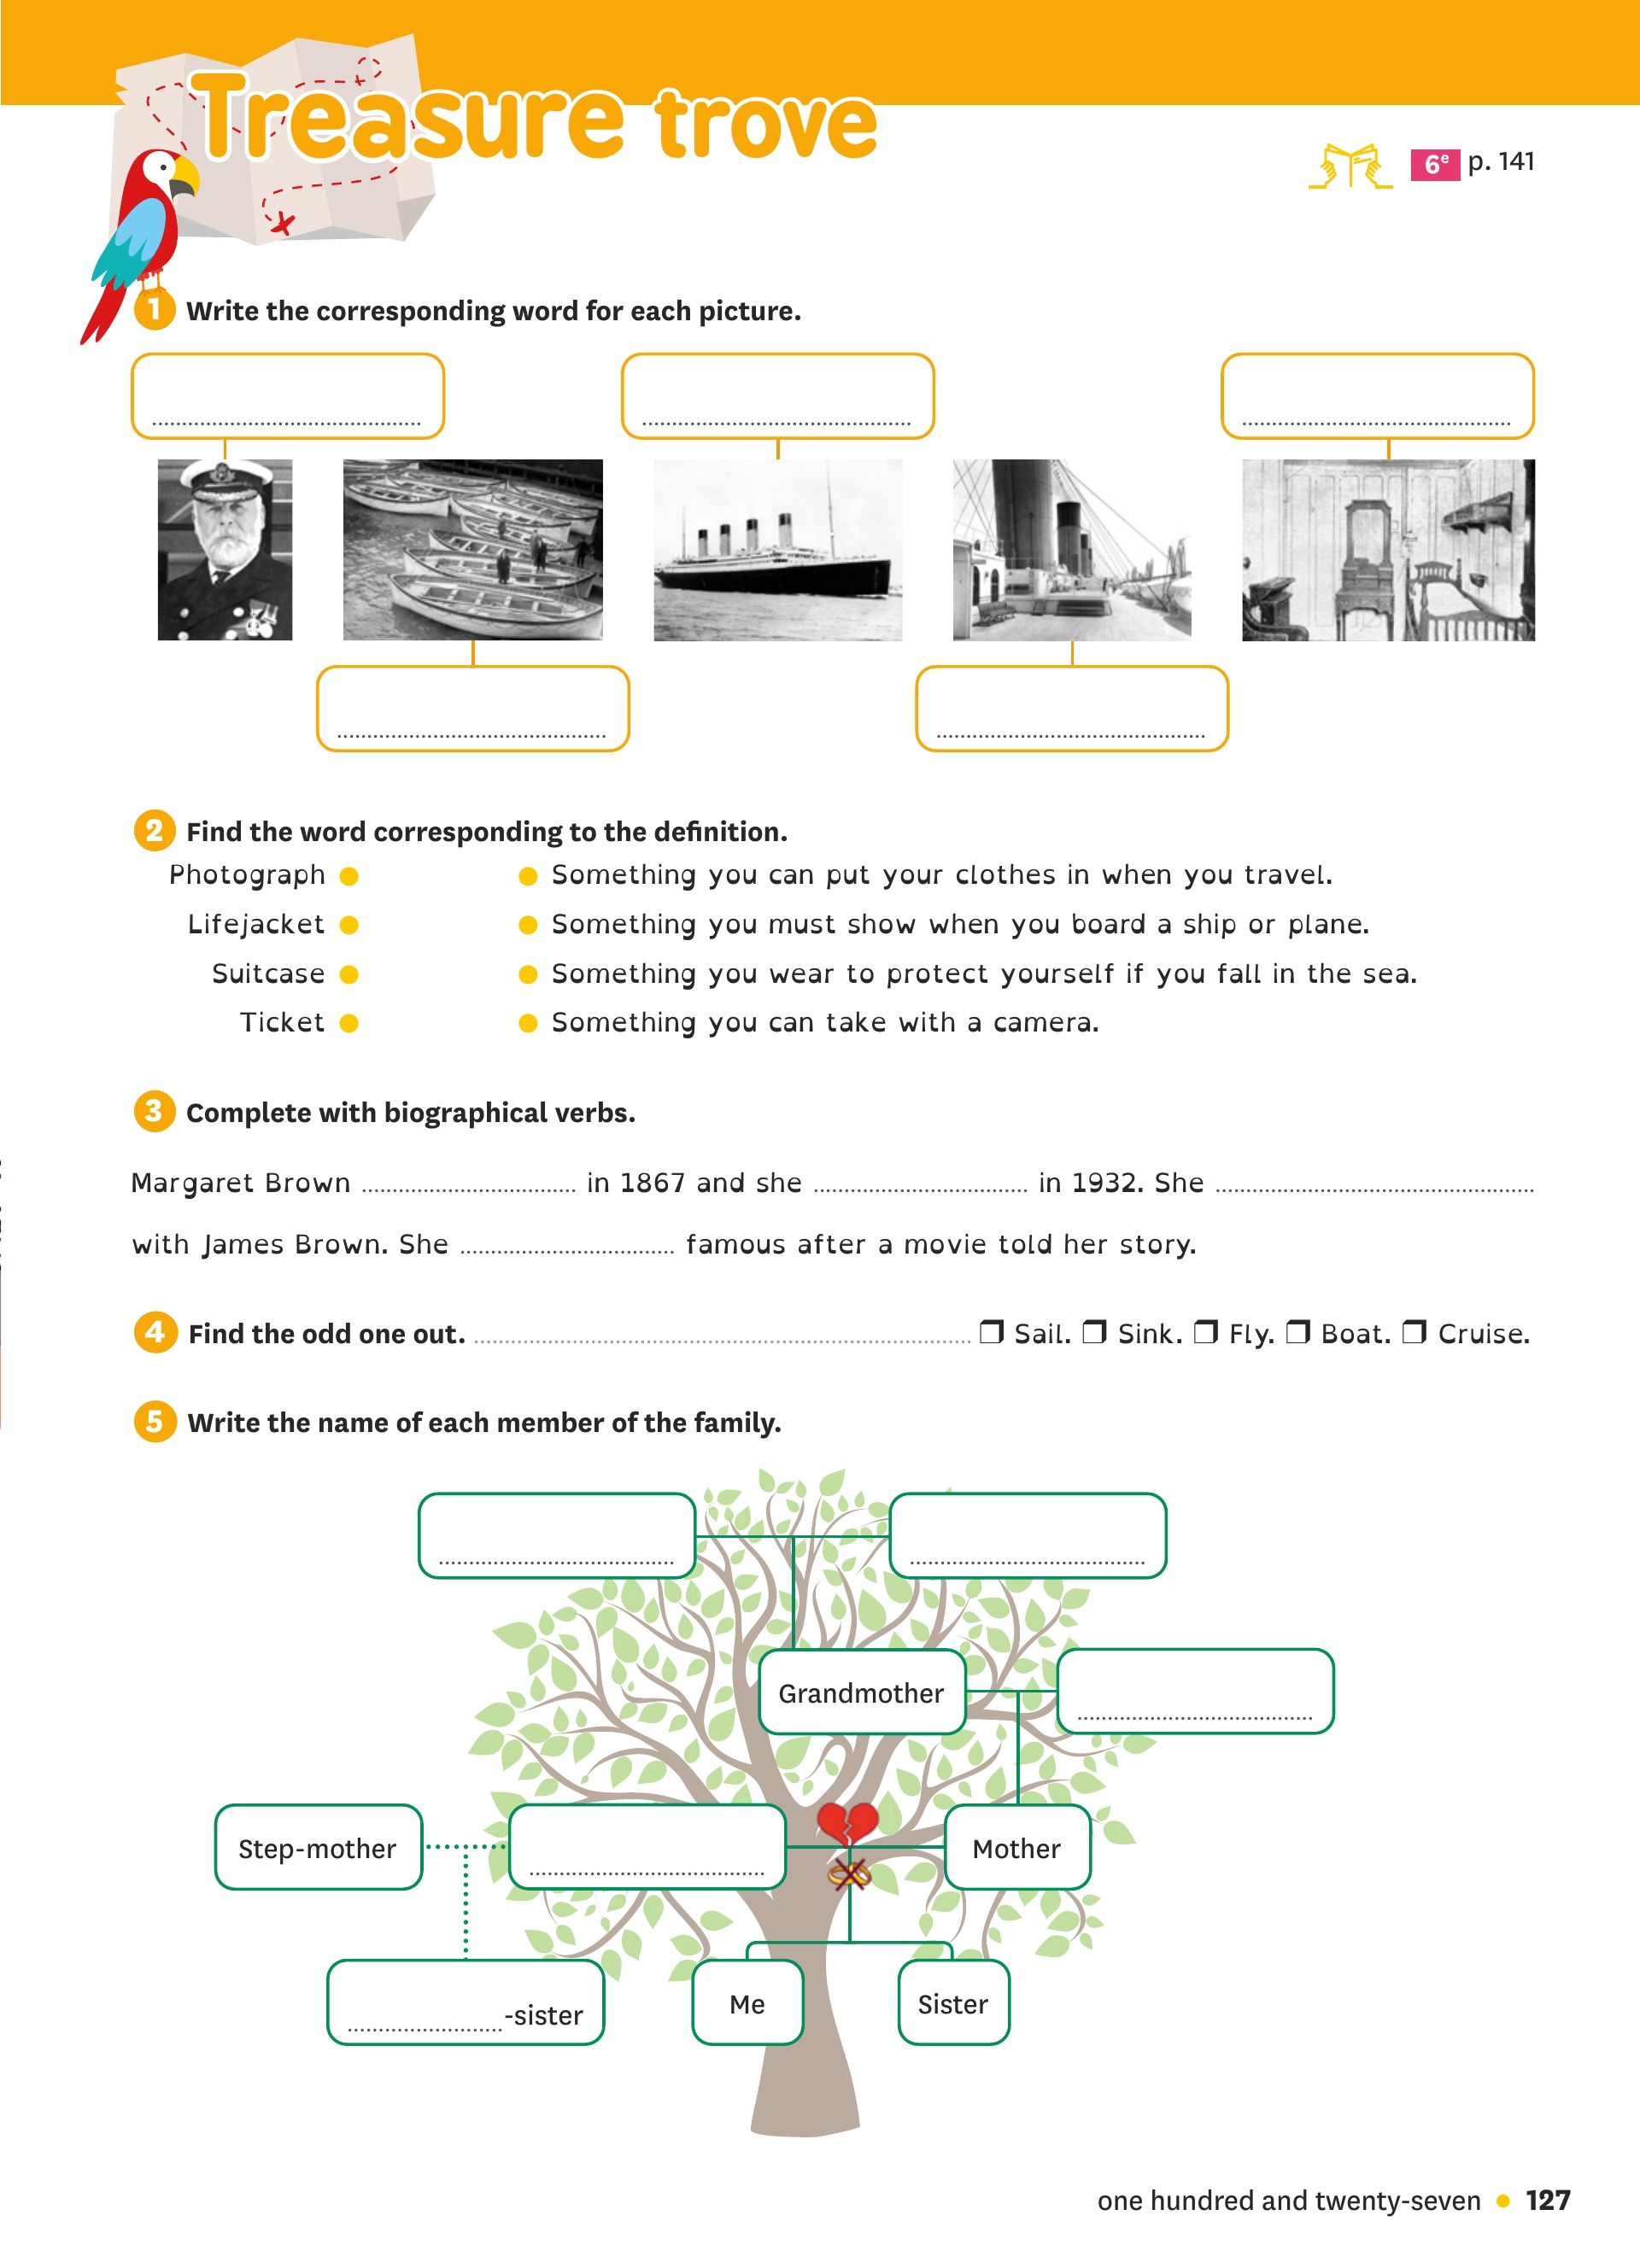 Treasure trove
6e p. 141
1 Write the corresponding word for each picture.
2 Find the word corresponding to the definition.
Photograph ● ● Something you can put your clothes in when you travel.
Lifejacket ● ● Something you must show when you board a ship or plane.
Suitcase ● ● Something you wear to protect yourself if you fall in the sea.
Ticket ● ● Something you can take with a camera.
3 Complete with biographical verbs.
Margaret Brown .......... in 1867 and she .......... in 1932. She ..........
with James Brown. She .......... famous after a movie told her story.
4 Find the odd one out. .......... ❒ Sail. ❒ Sink. ❒ Fly. ❒ Boat. ❒ Cruise.
5 Write the name of each member of the family.
Grandmother
Step-mother
Mother
..........-sister
Me
Sister
one hundred and twenty-seven ● 127